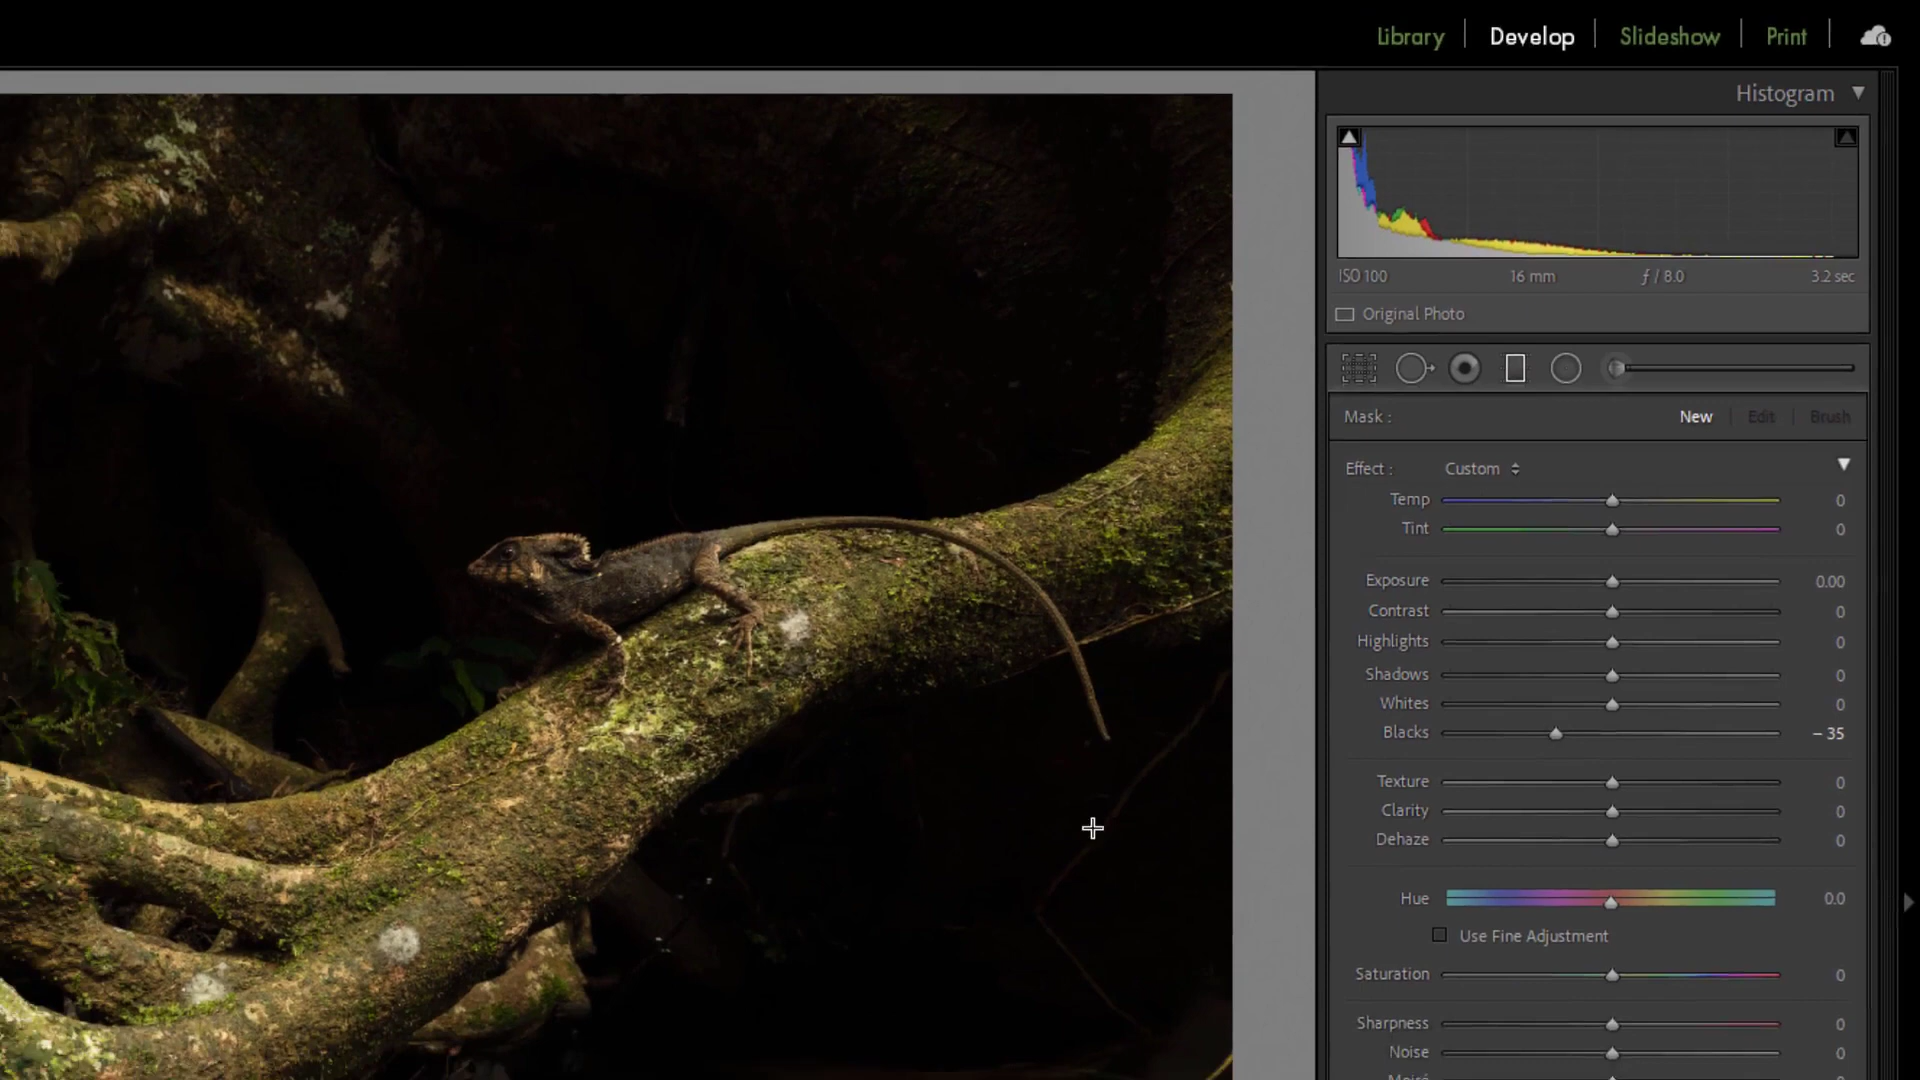 Library Develop Slideshow Print
Histogram
ISO 100 16 mm ƒ / 8.0 3.2 sec
Original Photo
Mask : New Edit Brush
Effect : Custom
Temp 0
Tint 0
Exposure 0.00
Contrast 0
Highlights 0
Shadows 0
Whites 0
Blacks – 35
Texture 0
Clarity 0
Dehaze 0
Hue 0.0
Use Fine Adjustment
Saturation 0
Sharpness 0
Noise 0
Moiré